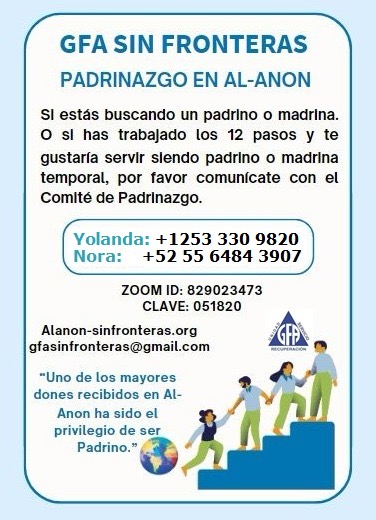 GFA SIN FRONTERAS
PADRINAZGO EN AL-ANON
Si estás buscando un padrino o madrina.
O si has trabajado los 12 pasos y te
gustaría servir siendo padrino o madrina
temporal, por favor comunícate con el
Comité de Padrinazgo.
Yolanda: +1253 330 9820
Nora: +52 55 6484 3907
ZOOM ID: 829023473
CLAVE: 051820
Alanon-sinfronteras.org
gfasinfronteras@gmail.com
GFA
RECUPERACIÓN
“Uno de los mayores
dones recibidos en Al-
Anon ha sido el
privilegio de ser
Padrino.”